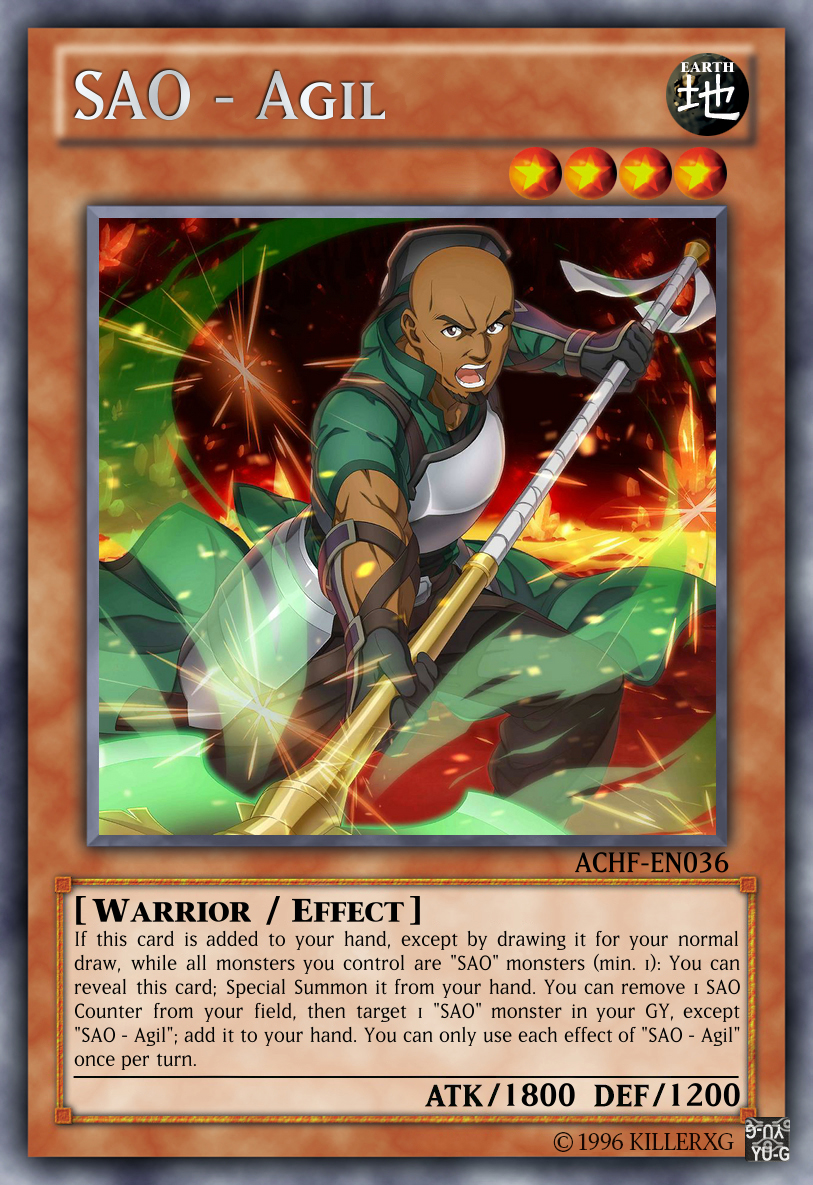 SAO - AGIL
EARTH
地
ACHF-EN036
[ WARRIOR / EFFECT ]
If this card is added to your hand, except by drawing it for your normal
draw, while all monsters you control are "SAO" monsters (min. 1): You can
reveal this card; Special Summon it from your hand. You can remove 1 SAO
Counter from your field, then target 1 "SAO" monster in your GY, except
"SAO - Agil"; add it to your hand. You can only use each effect of "SAO - Agil"
once per turn.
ATK/1800 DEF/1200
© 1996 KILLERXG
YU-G
YU-G